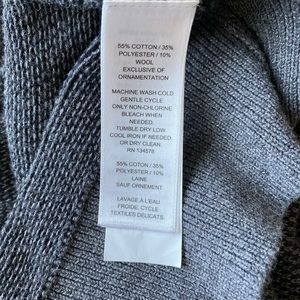 55% COTTON / 35%
POLYESTER / 10%
WOOL
EXCLUSIVE OF
ORNAMENTATION
MACHINE WASH COLD
GENTLE CYCLE.
ONLY NON-CHLORINE
BLEACH WHEN
NEEDED.
TUMBLE DRY LOW.
COOL IRON IF NEEDED.
OR DRY CLEAN.
RN 134578
55% COTTON / 35%
POLYESTER / 10%
LAINE
SAUF ORNEMENT
LAVAGE À L'EAU
FROIDE, CYCLE
TEXTILES DÉLICATS.